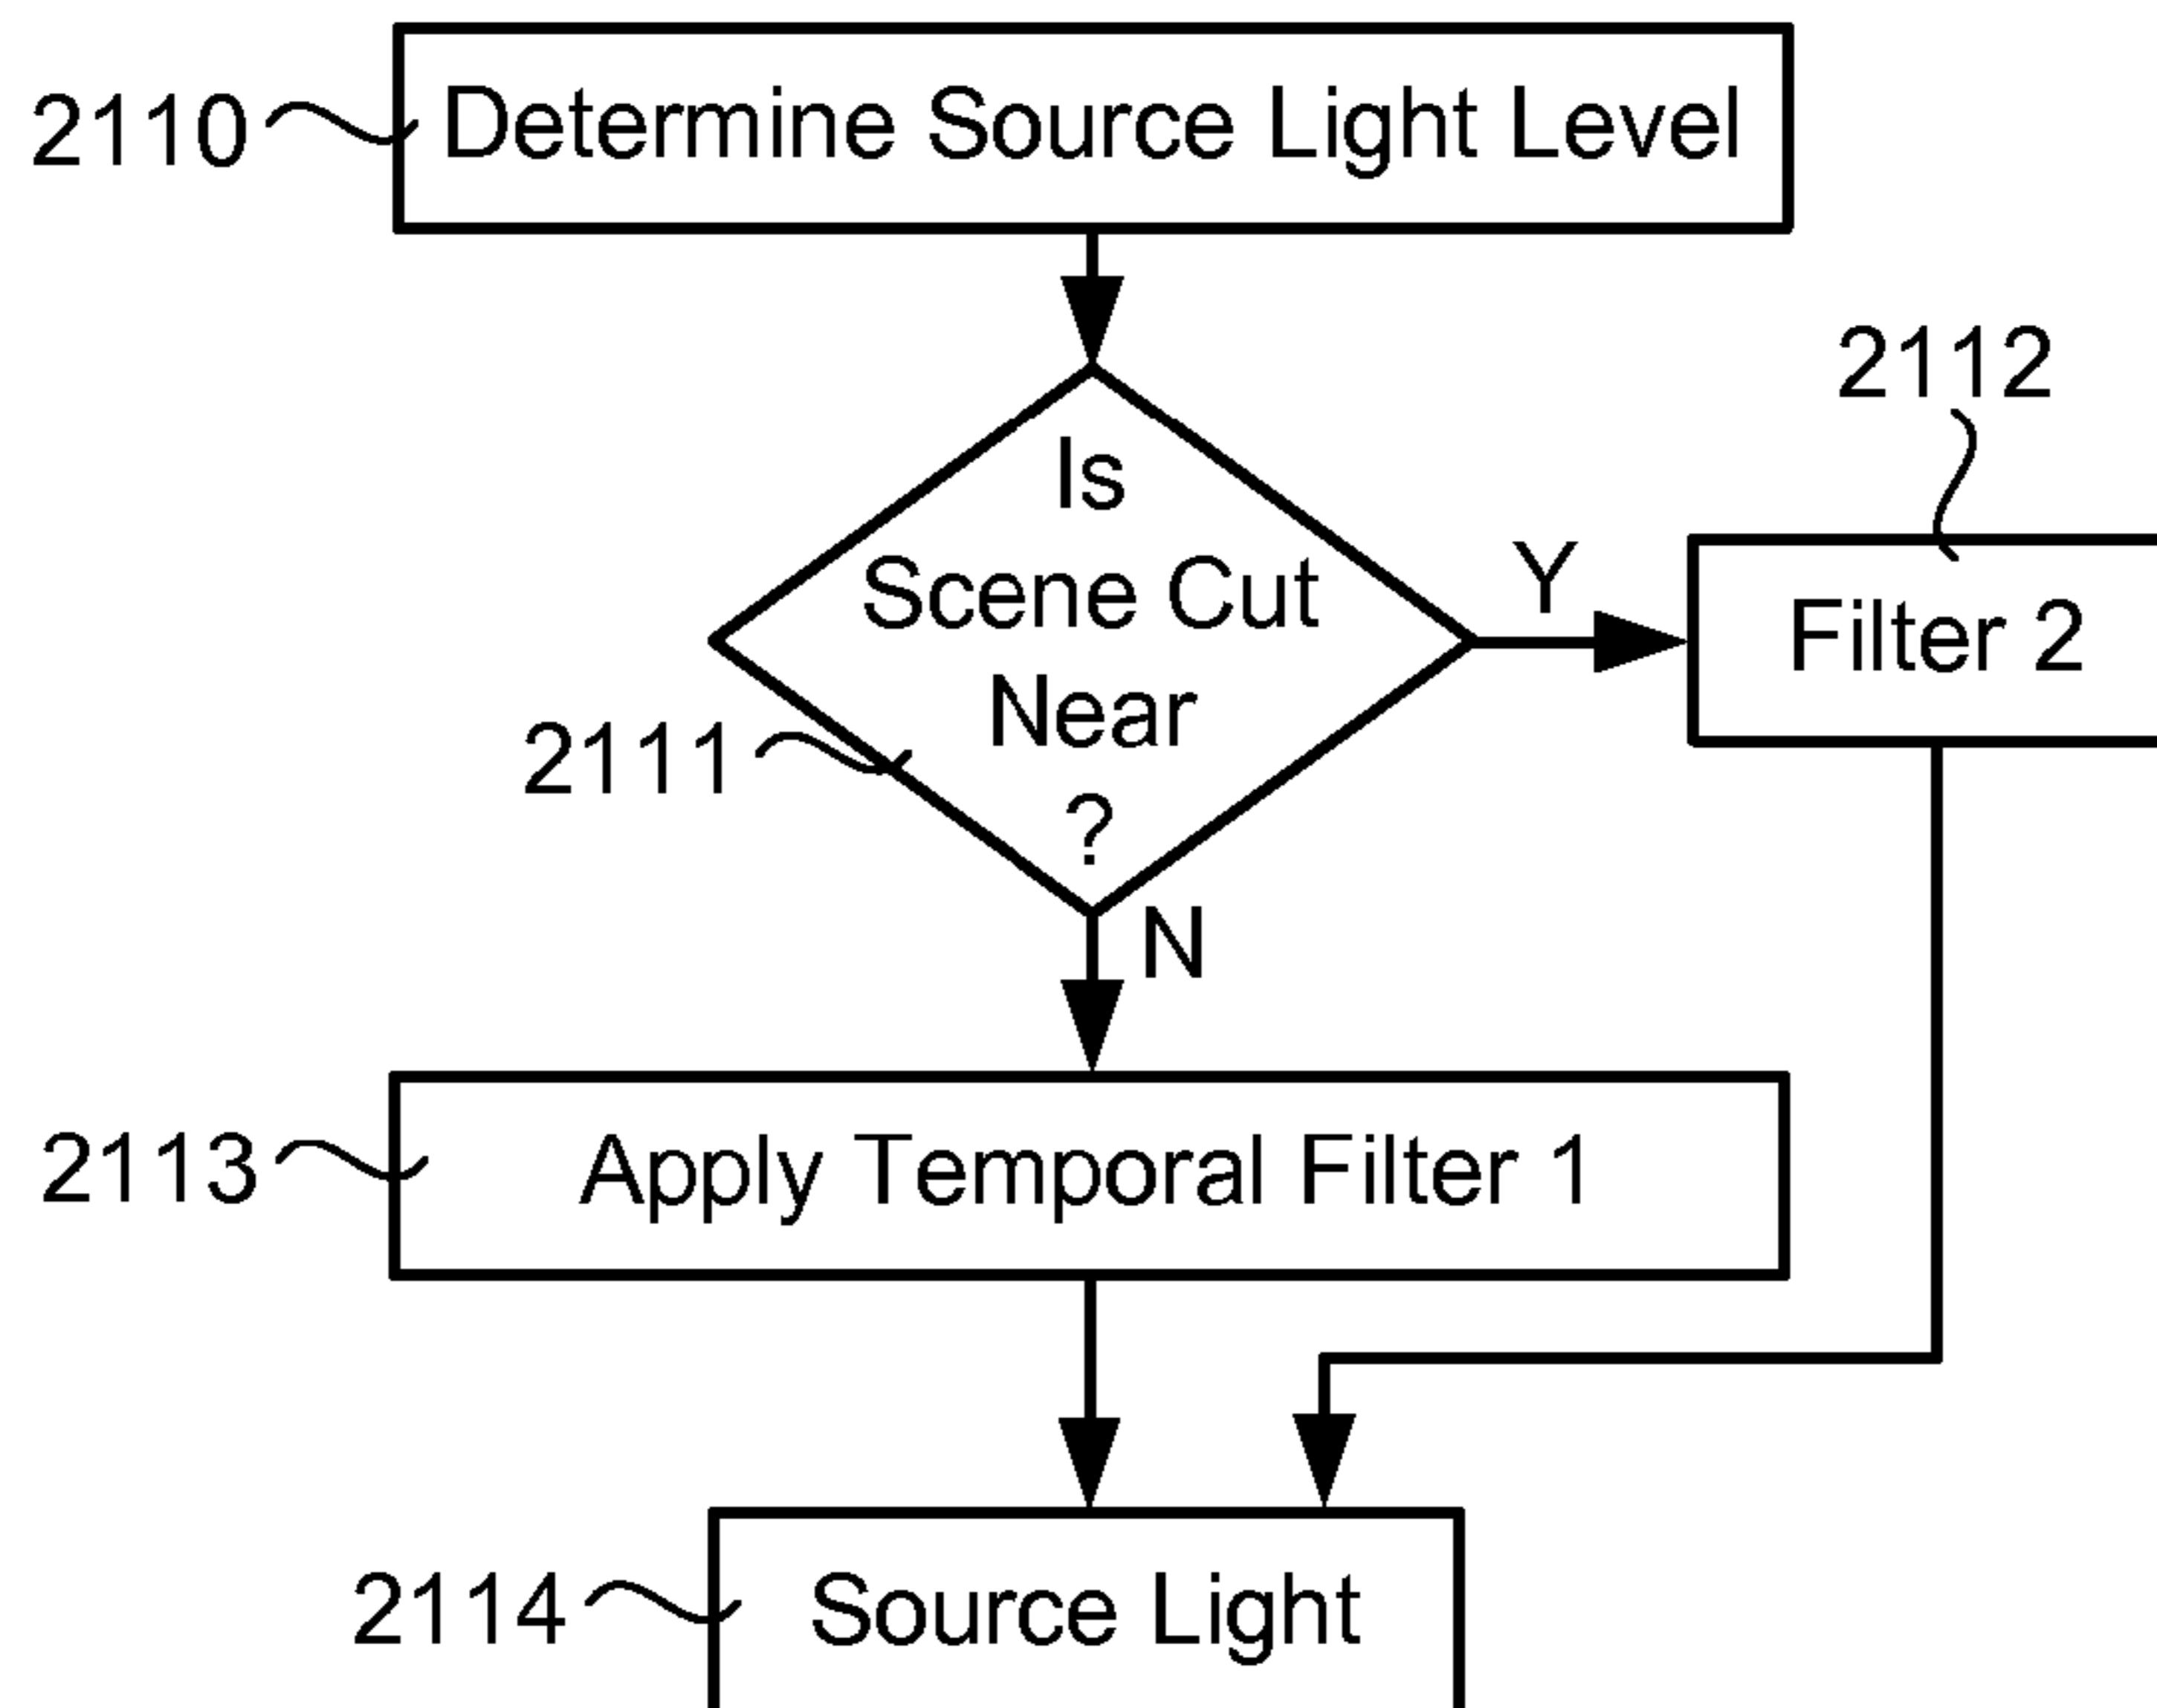 2110
Determine Source Light Level
2112
Is
Scene Cut
Near
?
Y
Filter 2
2111
N
2113
Apply Temporal Filter 1
2114
Source Light